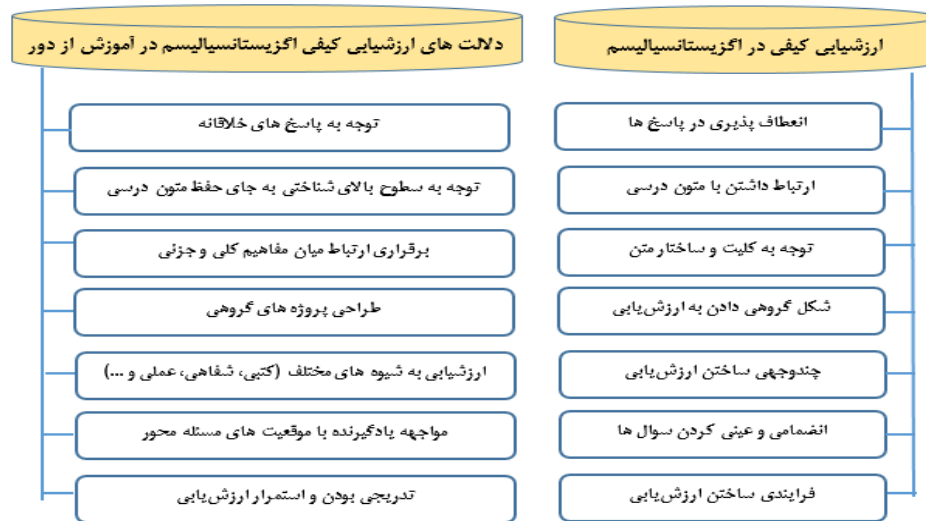 ارزشیابی کیفی در اگزیستانسیالیسم
انعطاف پذیری در پاسخ ها
ارتباط داشتن با متون درسی
توجه به کلیت و ساختار متن
شکل گروهی دادن به ارزش‌یابی
چندوجهی ساختن ارزش‌یابی
انضمامی و عینی کردن سوال ها
فرایندی ساختن ارزش‌یابی
دلالت های ارزشیابی کیفی اگزیستانسیالیسم در آموزش از دور
توجه به پاسخ های خلاقانه
توجه به سطوح بالای شناختی به جای حفظ متون درسی
برقراری ارتباط میان مفاهیم کلی و جزئی
طراحی پروژه های گروهی
ارزشیابی به شیوه های مختلف (کتبی، شفاهی، عملی و ...)
مواجهه یادگیرنده با موقعیت های مسئله محور
تدریجی بودن و استمرار ارزش‌یابی